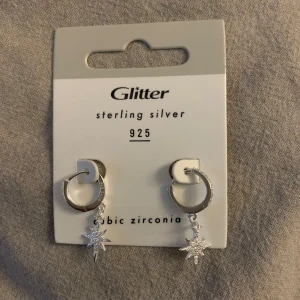 Glitter
sterling silver
925
cubic zirconia